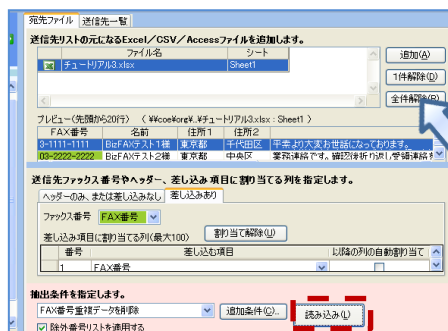 宛先ファイル 送信先一覧
送信先リストの元になるExcel／CSV／Accessファイルを追加します。
ファイル名 シート
チュートリアル3.xlsx Sheet1
追加(A)
1件解除(D)
全件解除(R)
プレビュー(先頭から20行) (¥¥coe¥org¥..¥チュートリアル3.xlsx : Sheet1 )
FAX番号 名前 住所1 住所2
3-1111-1111 BizFAXテスト1様 東京都 千代田区 平素より大変お世話になっております。
03-2222-2222 BizFAXテスト2様 東京都 中央区 業務連絡です。確認後折り返し受領連絡を
送信先ファックス番号やヘッダー、差し込み項目に割り当てる列を指定します。
ヘッダーのみ、または差し込みなし 差し込みあり
ファックス番号 FAX番号
差し込み項目に割り当てる列(最大100) 割り当て解除(U)
番号 差し込む項目 以降の列の自動割り当て
1 FAX番号
抽出条件を指定します。
FAX番号重複データを削除 追加条件(C)... 読み込み(L)
除外番号リストを適用する